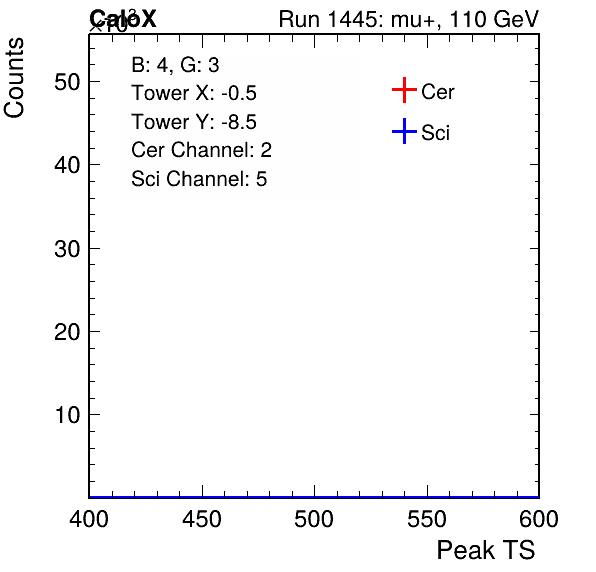 CaloX
×10³
Run 1445: mu+, 110 GeV
Counts
B: 4, G: 3
Tower X: -0.5
Tower Y: -8.5
Cer Channel: 2
Sci Channel: 5
Cer
Sci
50
40
30
20
10
400 450 500 550 600
Peak TS